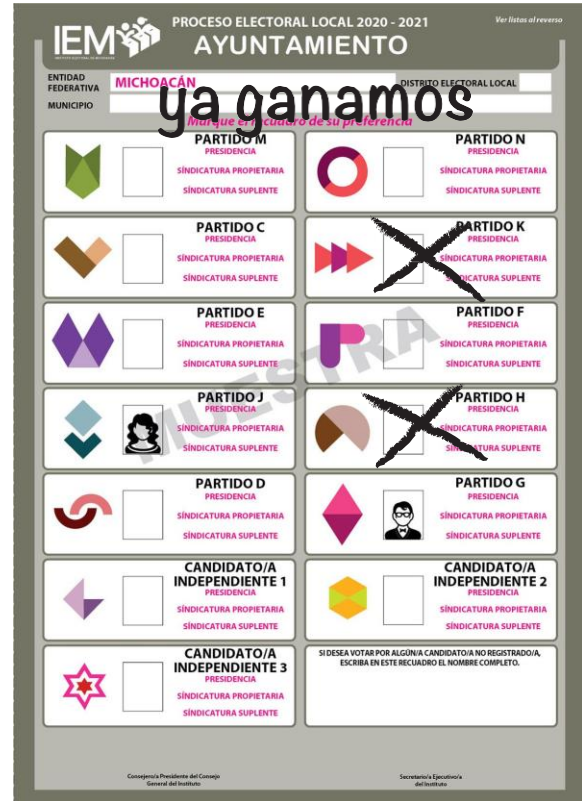 PROCESO ELECTORAL LOCAL 2020 - 2021
Ver listas al reverso
IEM
AYUNTAMIENTO
ENTIDAD FEDERATIVA
MICHOACÁN
DISTRITO ELECTORAL LOCAL
MUNICIPIO
ya ganamos
Marque el recuadro de su preferencia
PARTIDO M
PRESIDENCIA
SÍNDICATURA PROPIETARIA
SÍNDICATURA SUPLENTE
PARTIDO N
PRESIDENCIA
SÍNDICATURA PROPIETARIA
SÍNDICATURA SUPLENTE
PARTIDO C
PRESIDENCIA
SÍNDICATURA PROPIETARIA
SÍNDICATURA SUPLENTE
PARTIDO K
PRESIDENCIA
SÍNDICATURA PROPIETARIA
SÍNDICATURA SUPLENTE
PARTIDO E
PRESIDENCIA
SÍNDICATURA PROPIETARIA
SÍNDICATURA SUPLENTE
PARTIDO F
PRESIDENCIA
SÍNDICATURA PROPIETARIA
SÍNDICATURA SUPLENTE
MUESTRA
PARTIDO J
PRESIDENCIA
SÍNDICATURA PROPIETARIA
SÍNDICATURA SUPLENTE
PARTIDO H
PRESIDENCIA
SÍNDICATURA PROPIETARIA
SÍNDICATURA SUPLENTE
PARTIDO D
PRESIDENCIA
SÍNDICATURA PROPIETARIA
SÍNDICATURA SUPLENTE
PARTIDO G
PRESIDENCIA
SÍNDICATURA PROPIETARIA
SÍNDICATURA SUPLENTE
CANDIDATO/A
INDEPENDIENTE 1
PRESIDENCIA
SÍNDICATURA PROPIETARIA
SÍNDICATURA SUPLENTE
CANDIDATO/A
INDEPENDIENTE 2
PRESIDENCIA
SÍNDICATURA PROPIETARIA
SÍNDICATURA SUPLENTE
CANDIDATO/A
INDEPENDIENTE 3
PRESIDENCIA
SÍNDICATURA PROPIETARIA
SÍNDICATURA SUPLENTE
SI DESEA VOTAR POR ALGÚN/A CANDIDATO/A NO REGISTRADO/A,
ESCRIBA EN ESTE RECUADRO EL NOMBRE COMPLETO.
Consejero/a Presidente del Consejo
General del Instituto
Secretario/a Ejecutivo/a
del Instituto